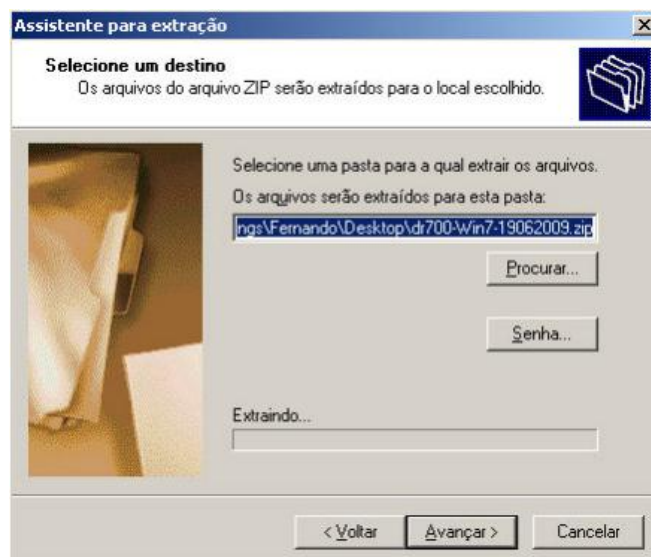 Assistente para extração
Selecione um destino
Os arquivos do arquivo ZIP serão extraídos para o local escolhido.
Selecione uma pasta para a qual extrair os arquivos.
Os arquivos serão extraídos para esta pasta:
ngs\Fernando\Desktop\dr700-Win7-19062009.zip
Procurar...
Senha...
Extraindo...
< Voltar
Avançar >
Cancelar